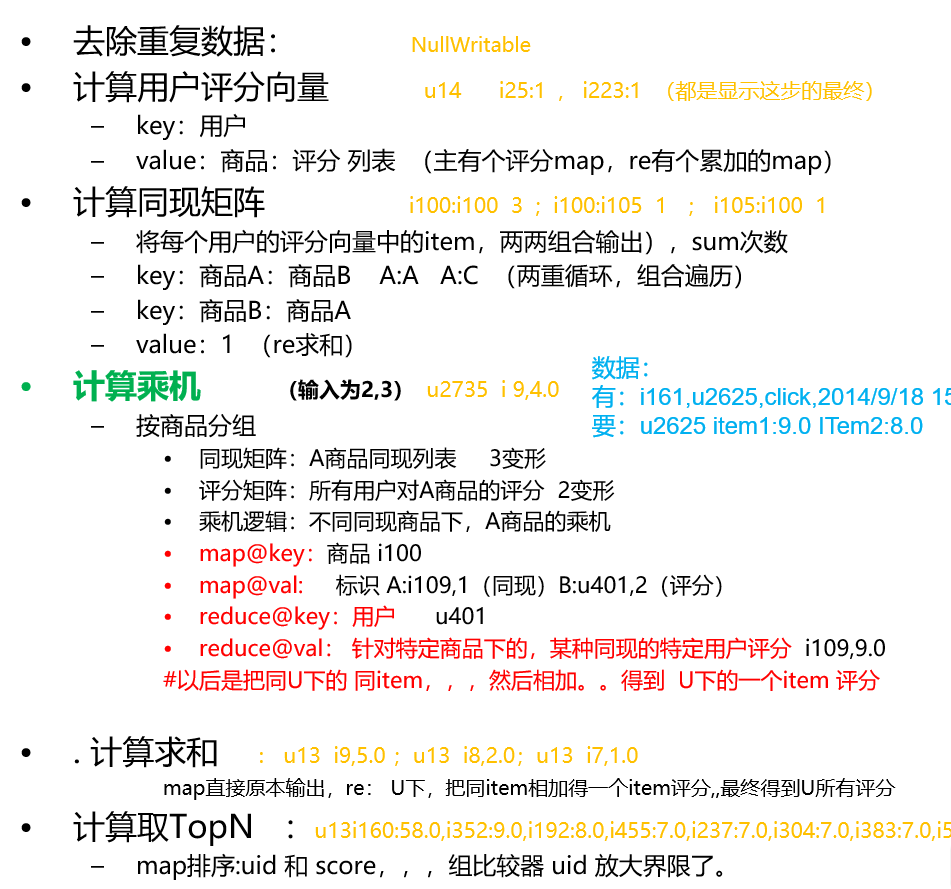 • 去除重复数据： NullWritable
• 计算用户评分向量 u14 i25:1 ， i223:1 （都是显示这步的最终）
– key：用户
– value：商品：评分 列表 （主有个评分map，re有个累加的map）
• 计算同现矩阵 i100:i100 3 ；i100:i105 1 ； i105:i100 1
– 将每个用户的评分向量中的item，两两组合输出），sum次数
– key：商品A：商品B A:A A:C （两重循环，组合遍历）
– key：商品B：商品A
– value：1 （re求和）
• 计算乘机 （输入为2,3） u2735 i 9,4.0
数据：
有：i161,u2625,click,2014/9/18 15
要：u2625 item1:9.0 ITem2:8.0
– 按商品分组
• 同现矩阵：A商品同现列表 3变形
• 评分矩阵：所有用户对A商品的评分 2变形
• 乘机逻辑：不同同现商品下，A商品的乘机
• map@key：商品 i100
• map@val: 标识 A:i109,1（同现）B:u401,2（评分）
• reduce@key：用户 u401
• reduce@val： 针对特定商品下的，某种同现的特定用户评分 i109,9.0
#以后是把同U下的 同item，，，然后相加。。得到 U下的一个item 评分
• . 计算求和 ： u13 i9,5.0 ；u13 i8,2.0；u13 i7,1.0
map直接原本输出，re： U下，把同item相加得一个item评分,,最终得到U所有评分
• 计算取TopN ： u13i160:58.0,i352:9.0,i192:8.0,i455:7.0,i237:7.0,i304:7.0,i383:7.0,i5
– map排序:uid 和 score，，，组比较器 uid 放大界限了。